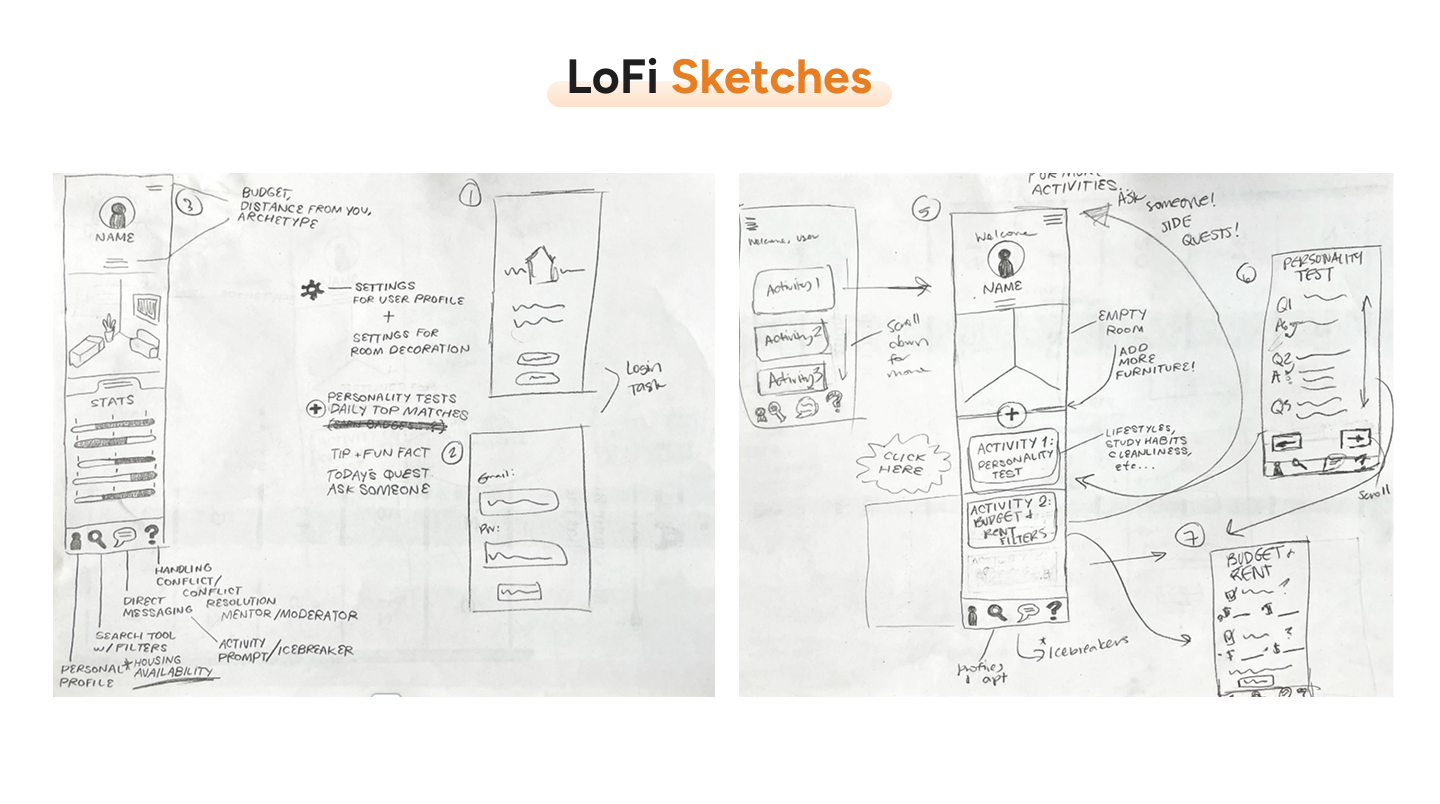 LoFi Sketches
3
NAME
BUDGET,
DISTANCE FROM YOU,
ARCHETYPE
STATS
SETTINGS
FOR USER PROFILE
+
SETTINGS FOR
ROOM DECORATION
PERSONALITY TESTS
DAILY TOP MATCHES
TIP + FUN FACT
TODAY'S QUEST
ASK SOMEONE
?
HANDLING
CONFLICT/
CONFLICT
RESOLUTION
MENTOR/MODERATOR
DIRECT
MESSAGING
ACTIVITY
PROMPT/ICEBREAKER
SEARCH TOOL
W/ FILTERS
* HOUSING
AVAILABILITY
PERSONAL
PROFILE
1
Login
Task
2
Email:
PW:
Welcome, user
Activity 1
Activity 2
Activity 3
?
Scroll
down
for
more
5
Welcome
NAME
FOR MORE
ACTIVITIES...
Ask someone!
SIDE
QUESTS!
EMPTY
ROOM
ADD
MORE
FURNITURE!
+
CLICK
HERE
ACTIVITY 1:
PERSONALITY
TEST
LIFESTYLES,
STUDY HABITS
CLEANLINESS,
etc...
ACTIVITY 2:
BUDGET +
RENT
FILTERS
?
* Icebreakers
Profiles
+ apt
6
PERSONALITY
TEST
Q1
Q2
Q3
?
scroll
7
BUDGET +
RENT
?
$ $
?
$ $